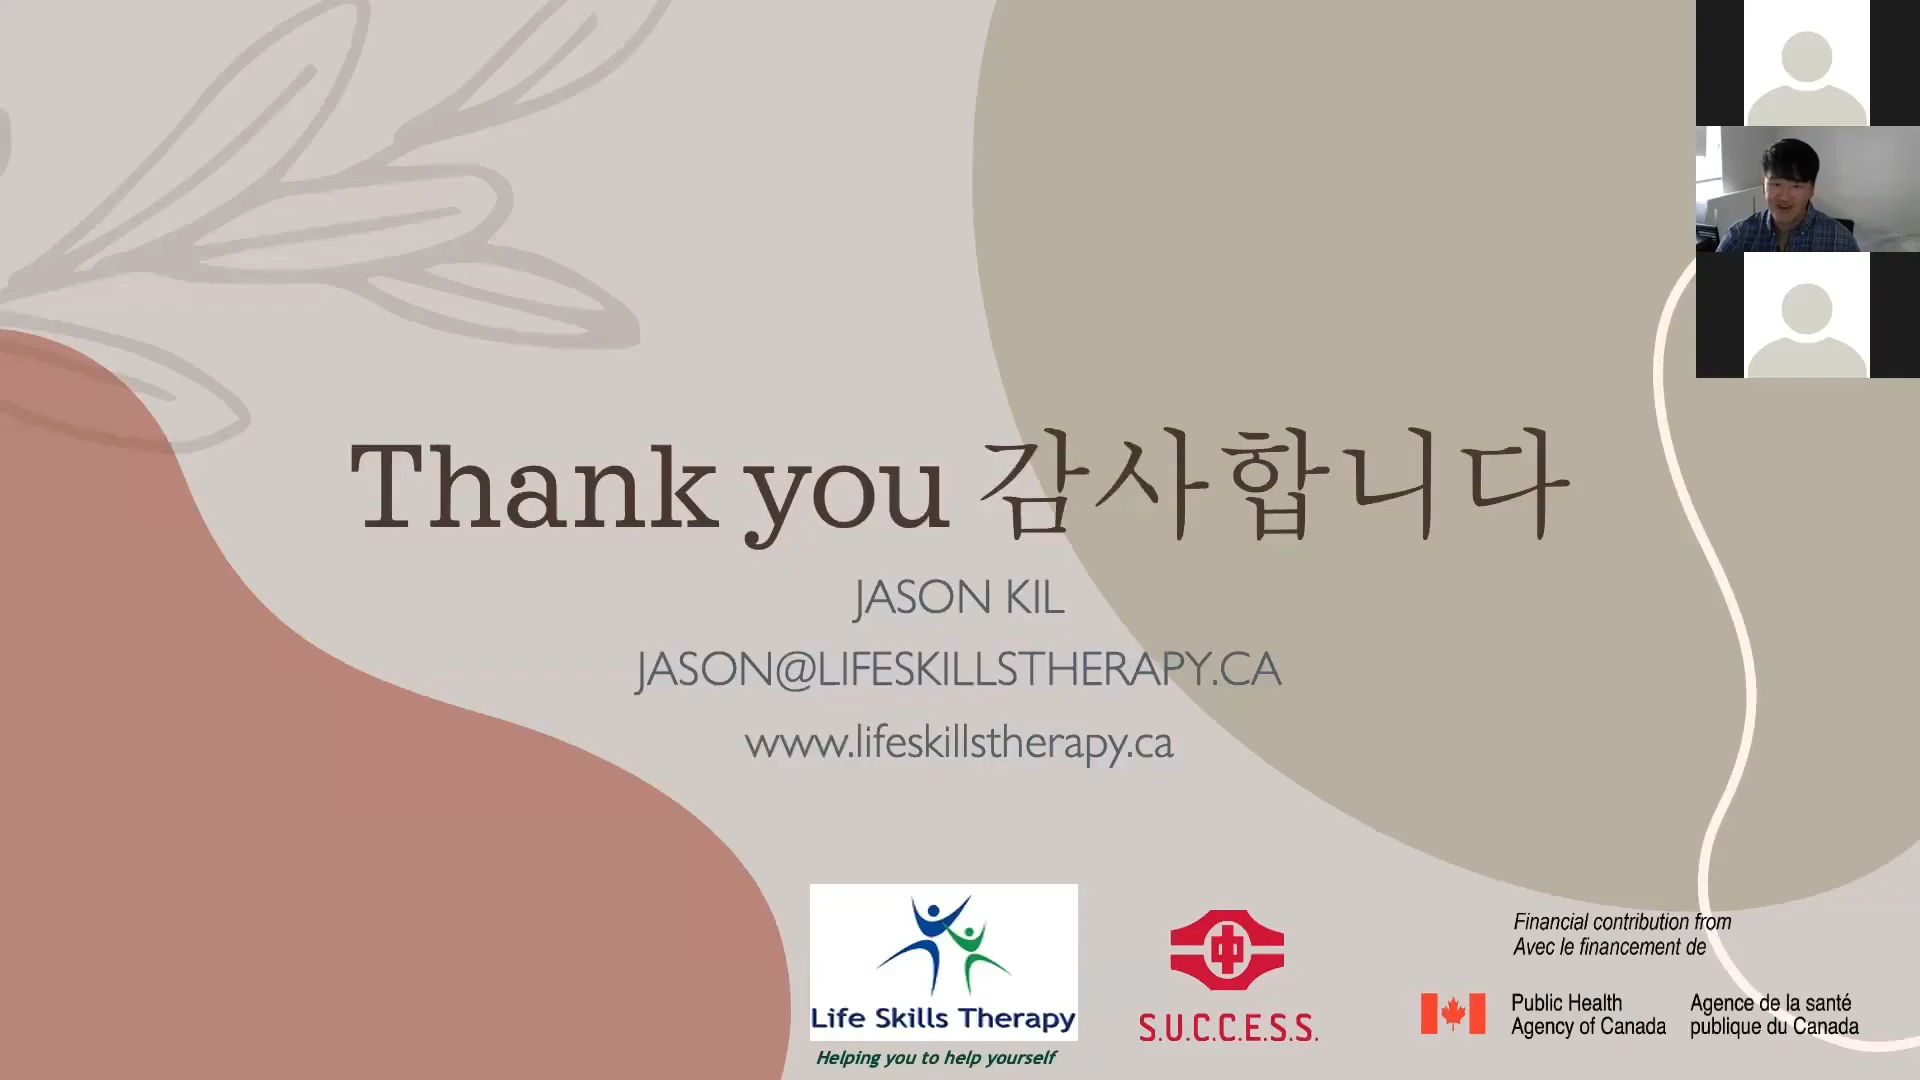 Thank you 감사합니다
JASON KIL
JASON@LIFESKILLSTHERAPY.CA
www.lifeskillstherapy.ca
Life Skills Therapy
Helping you to help yourself
中
S.U.C.C.E.S.S.
Financial contribution from
Avec le financement de
Public Health
Agency of Canada
Agence de la santé
publique du Canada